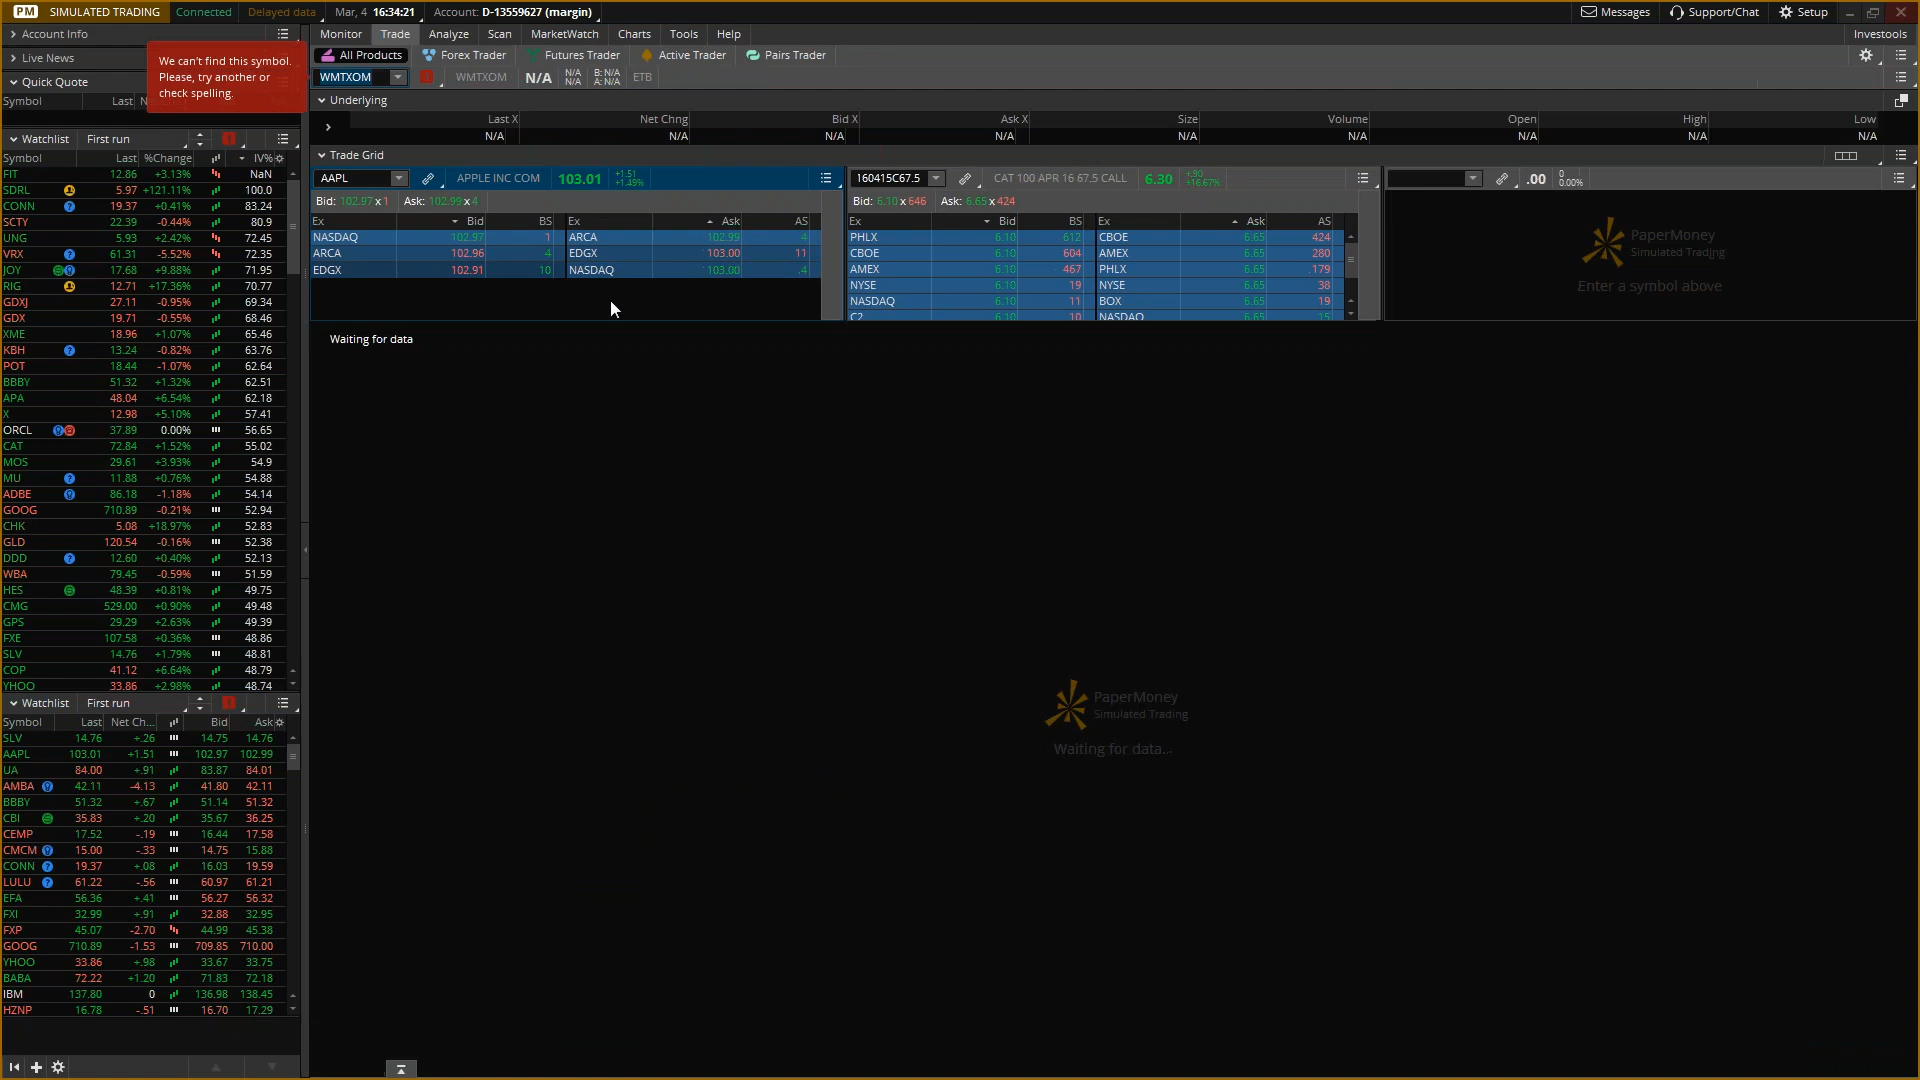 PM SIMULATED TRADING Connected Delayed data Mar, 4 16:34:21 Account: D-13559627 (margin) Messages Support/Chat Setup
Account Info
Live News
Quick Quote
Symbol Last N
We can't find this symbol.
Please, try another or
check spelling.
Watchlist First run
Symbol Last %Change IV%
FIT 12.86 +3.13% NaN
SDRL 5.97 +121.11% 100.0
CONN 19.37 +0.41% 83.24
SCTY 22.39 -0.44% 80.9
UNG 5.93 +2.42% 72.45
VRX 61.31 -5.52% 72.35
JOY 17.68 +9.88% 71.95
RIG 12.71 +17.36% 70.77
GDXJ 27.11 -0.95% 69.34
GDX 19.71 -0.55% 68.46
XME 18.96 +1.07% 65.46
KBH 13.24 -0.82% 63.76
POT 18.44 -1.07% 62.64
BBBY 51.32 +1.32% 62.51
APA 48.04 +6.54% 62.18
X 12.98 +5.10% 57.41
ORCL 37.89 0.00% 56.65
CAT 72.84 +1.52% 55.02
MOS 29.61 +3.93% 54.9
MU 11.88 +0.76% 54.88
ADBE 86.18 -1.18% 54.14
GOOG 710.89 -0.21% 52.94
CHK 5.08 +18.97% 52.83
GLD 120.54 -0.16% 52.38
DDD 12.60 +0.40% 52.13
WBA 79.45 -0.59% 51.59
HES 48.39 +0.81% 49.75
CMG 529.00 +0.90% 49.48
GPS 29.29 +2.63% 49.39
FXE 107.58 +0.36% 48.86
SLV 14.76 +1.79% 48.81
COP 41.12 +6.64% 48.79
YHOO 33.86 +2.98% 48.74
Watchlist First run
Symbol Last Net Ch... Bid Ask
SLV 14.76 +.26 14.75 14.76
AAPL 103.01 +1.51 102.97 102.99
UA 84.00 +.91 83.87 84.01
AMBA 42.11 -4.13 41.80 42.11
BBBY 51.32 +.67 51.14 51.32
CBI 35.83 +.20 35.67 36.25
CEMP 17.52 -.19 16.44 17.58
CMCM 15.00 -.33 14.75 15.88
CONN 19.37 +.08 16.03 19.59
LULU 61.22 -.56 60.97 61.21
EFA 56.36 +.41 56.27 56.32
FXI 32.99 +.91 32.88 32.95
FXP 45.07 -2.70 44.99 45.38
GOOG 710.89 -1.53 709.85 710.00
YHOO 33.86 +.98 33.67 33.75
BABA 72.22 +1.20 71.83 72.18
IBM 137.80 0 136.98 138.45
HZNP 16.78 -.51 16.70 17.29
Monitor Trade Analyze Scan MarketWatch Charts Tools Help Investools
All Products Forex Trader Futures Trader Active Trader Pairs Trader
WMTXOM WMTXOM N/A N/A N/A B: N/A A: N/A ETB
Underlying
Last X Net Chng Bid X Ask X Size Volume Open High Low
N/A N/A N/A N/A N/A N/A N/A N/A N/A
Trade Grid
AAPL APPLE INC COM 103.01 +1.51 +1.49%
Bid: 102.97 x 1 Ask: 102.99 x 4
Ex Bid BS Ex Ask AS
NASDAQ 102.97 1 ARCA 102.99 4
ARCA 102.96 4 EDGX 103.00 11
EDGX 102.91 10 NASDAQ 103.00 .4
160415C67.5 CAT 100 APR 16 67.5 CALL 6.30 +.90 +16.67%
Bid: 6.10 x 646 Ask: 6.65 x 424
Ex Bid BS Ex Ask AS
PHLX 6.10 612 CBOE 6.65 424
CBOE 6.10 604 AMEX 6.65 280
AMEX 6.10 467 PHLX 6.65 .179
NYSE 6.10 19 NYSE 6.65 38
NASDAQ 6.10 11 BOX 6.65 19
C2 6.10 10 NASDAQ 6.65 15
.00 0 0.00%
PaperMoney
Simulated Trading
Enter a symbol above
Waiting for data
PaperMoney
Simulated Trading
Waiting for data...